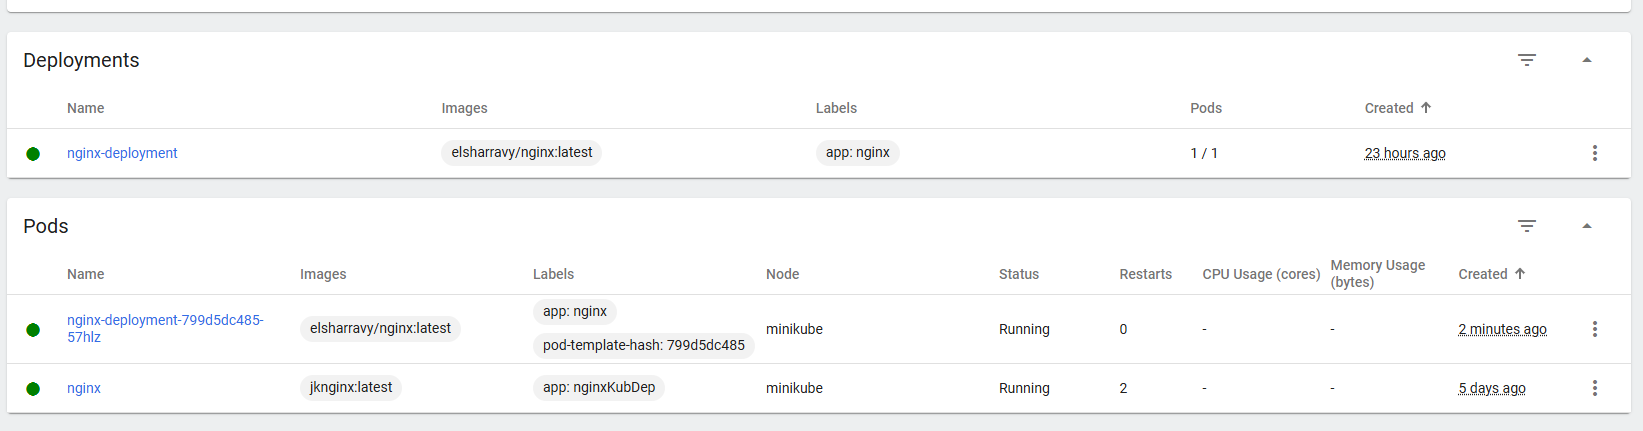 Deployments
Name Images Labels Pods Created
nginx-deployment elsharravy/nginx:latest app: nginx 1 / 1 23 hours ago
Pods
Name Images Labels Node Status Restarts CPU Usage (cores) Memory Usage (bytes) Created
nginx-deployment-799d5dc485-
57hlz
elsharravy/nginx:latest
app: nginx
pod-template-hash: 799d5dc485
minikube Running 0 - - 2 minutes ago
nginx jknginx:latest app: nginxKubDep minikube Running 2 - - 5 days ago